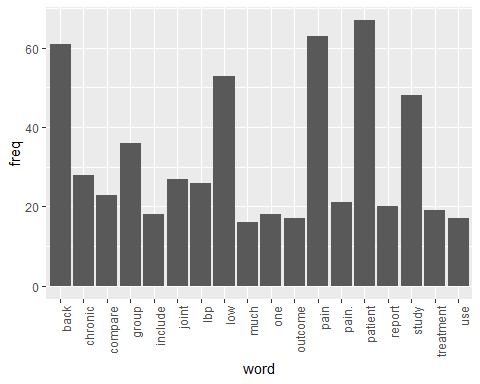 60
40
20
0
freq
back
chronic
compare
group
include
joint
lbp
low
much
one
outcome
pain
pain.
patient
report
study
treatment
use
word